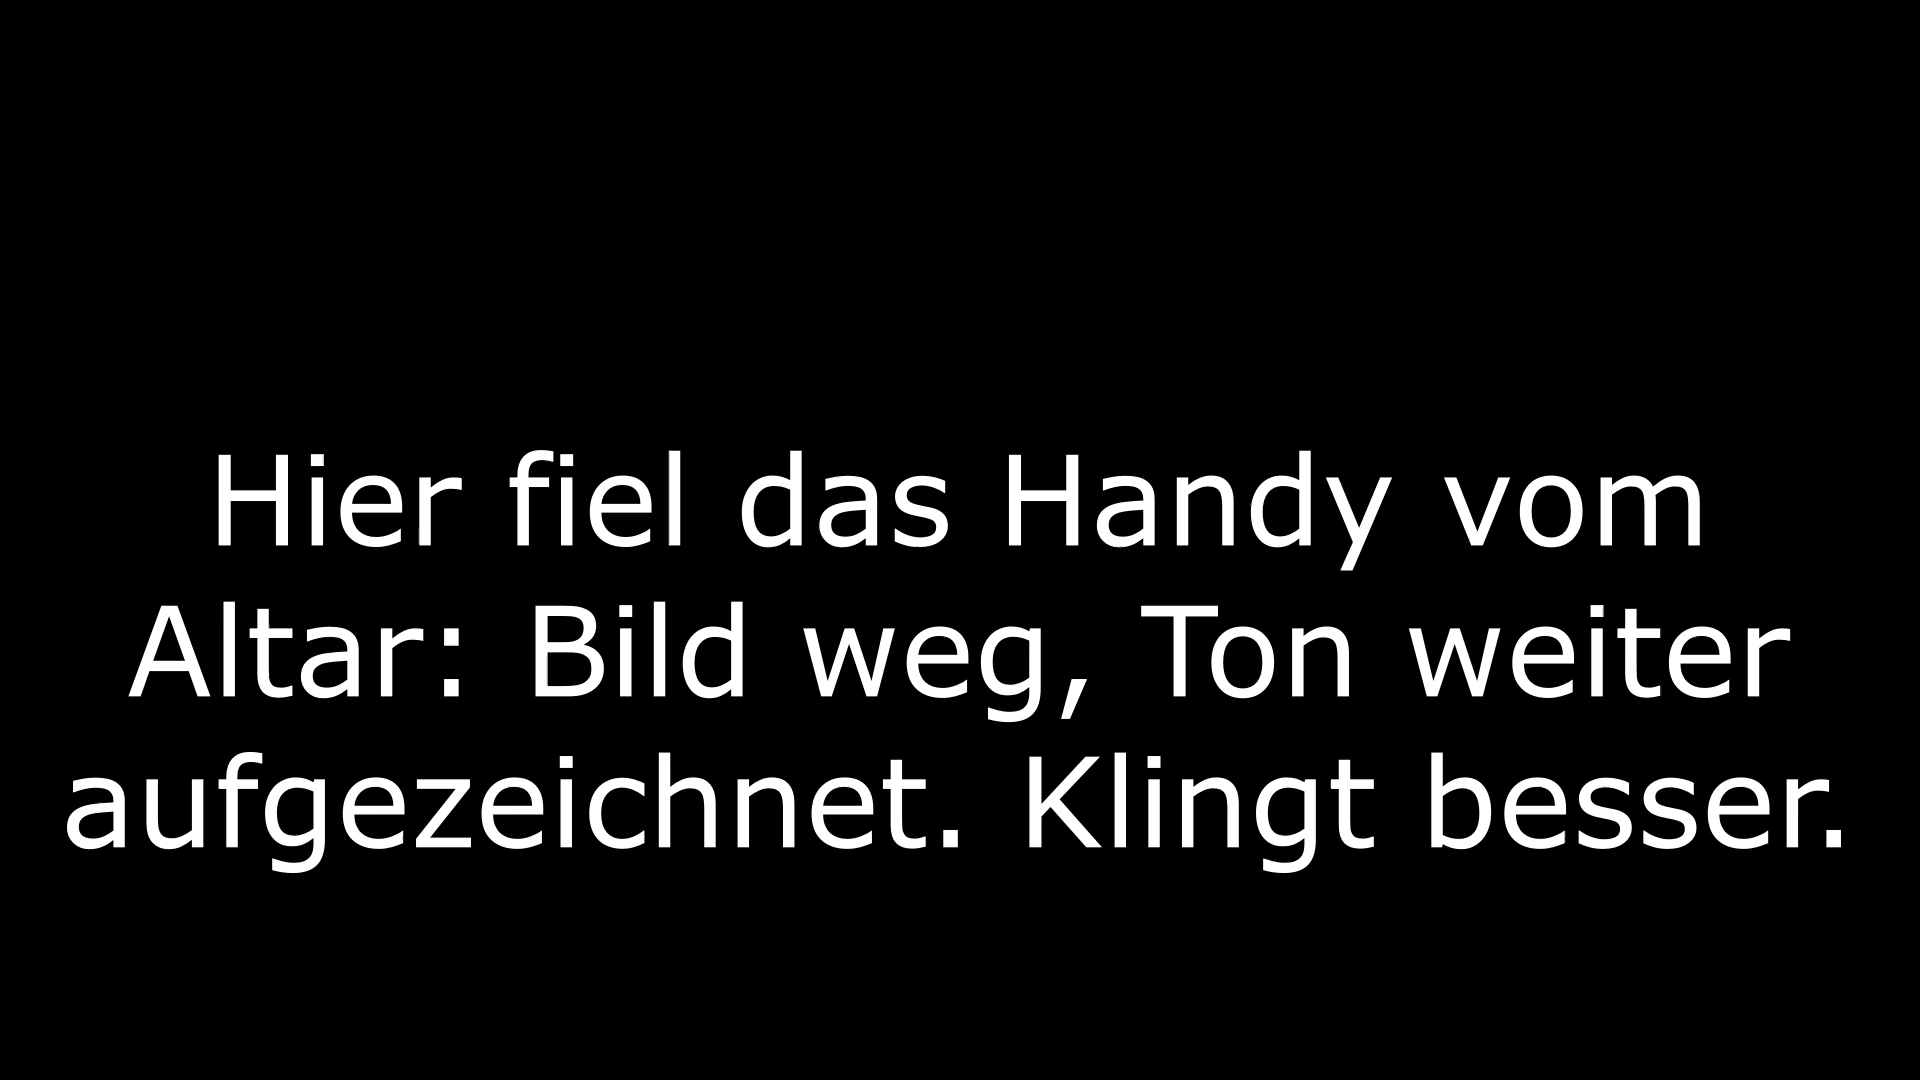 Hier fiel das Handy vom
Altar: Bild weg, Ton weiter
aufgezeichnet. Klingt besser.